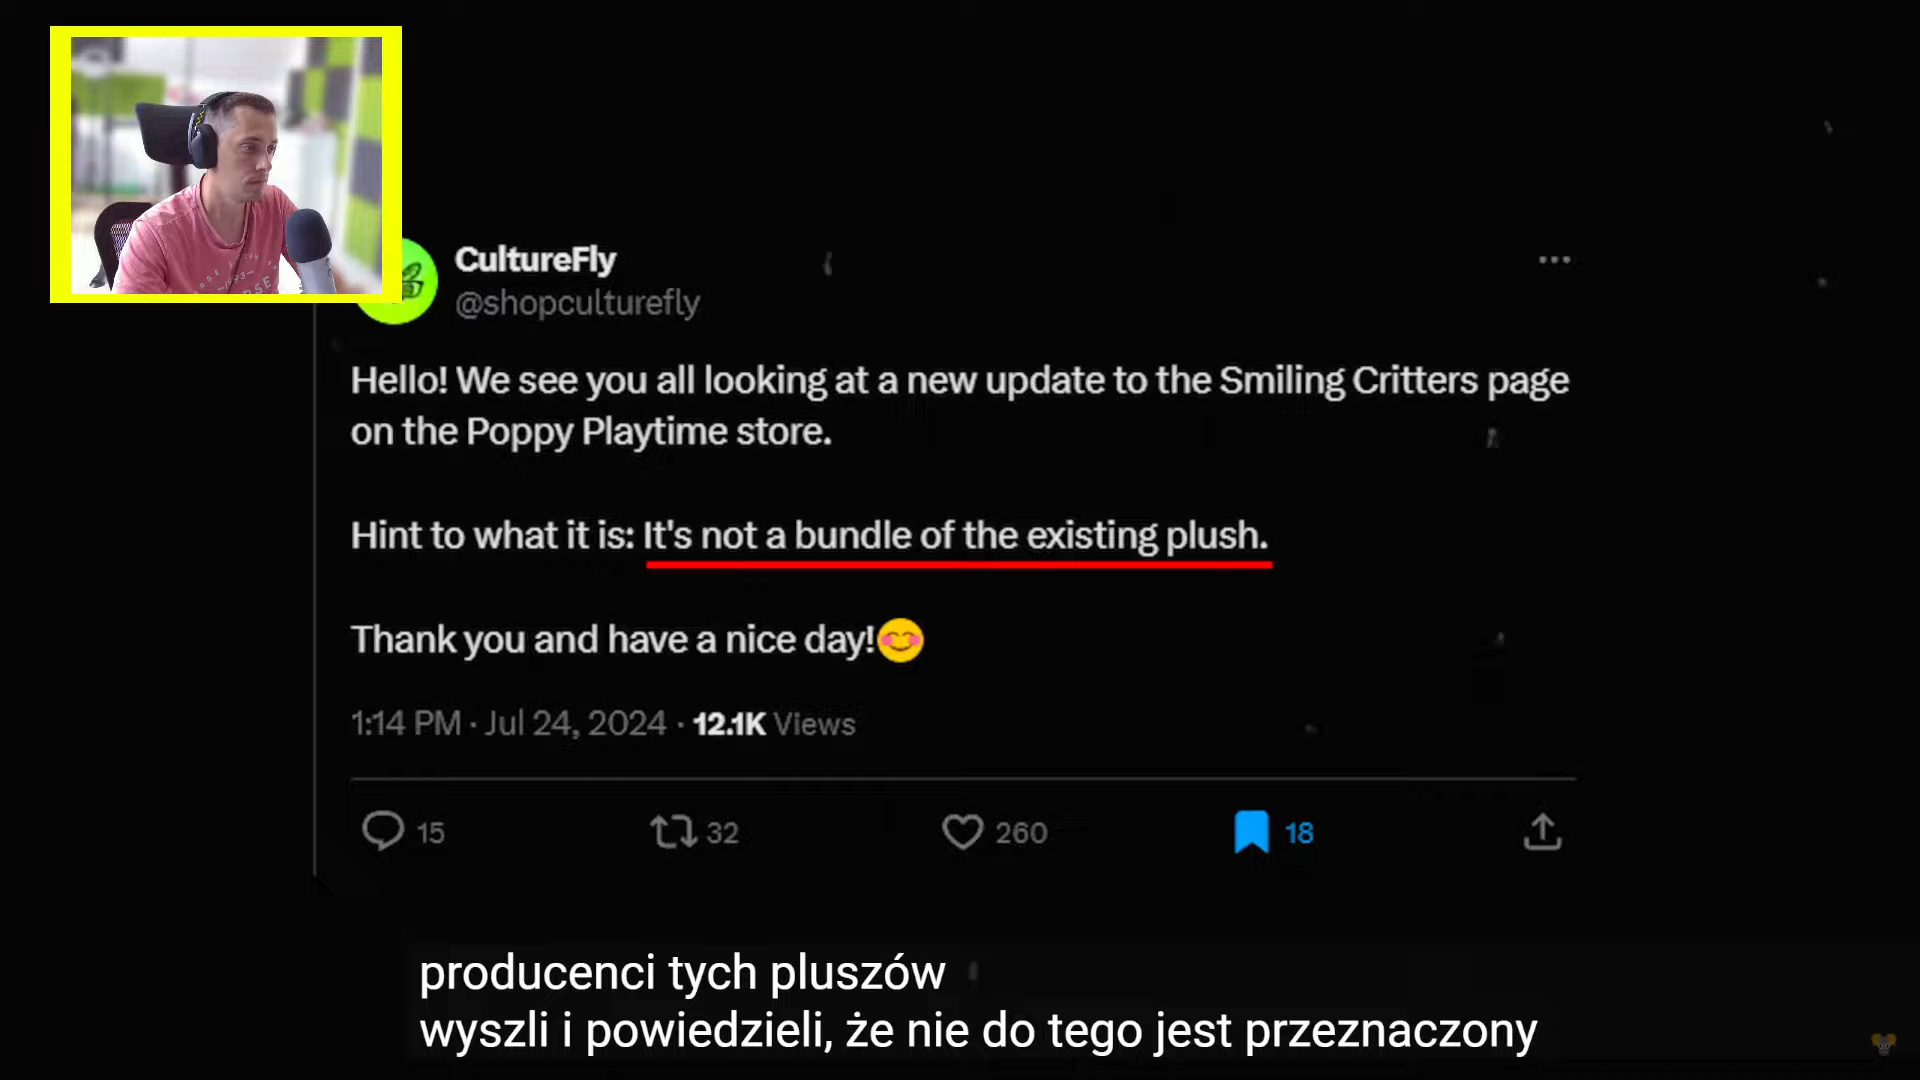 CultureFly
@shopculturefly
Hello! We see you all looking at a new update to the Smiling Critters page
on the Poppy Playtime store.
Hint to what it is: It's not a bundle of the existing plush.
Thank you and have a nice day!😊
1:14 PM · Jul 24, 2024 · 12.1K Views
15 32 260 18
producenci tych pluszów
wyszli i powiedzieli, że nie do tego jest przeznaczony